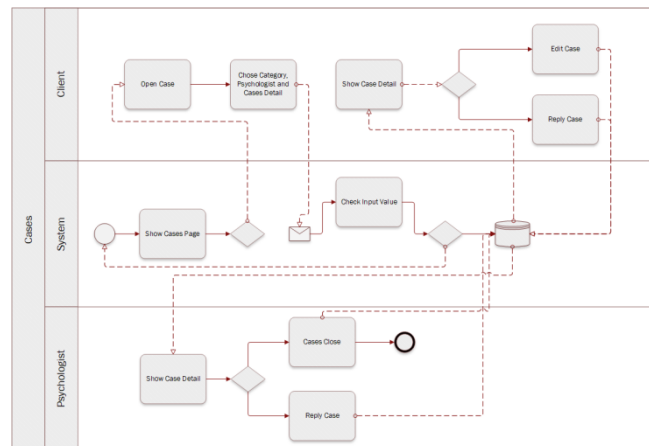 Cases
Client
Open Case
Chose Category,
Psychologist and
Cases Detail
Show Case Detail
Edit Case
Reply Case
System
Show Cases Page
Check Input Value
Psychologist
Show Case Detail
Cases Close
Reply Case